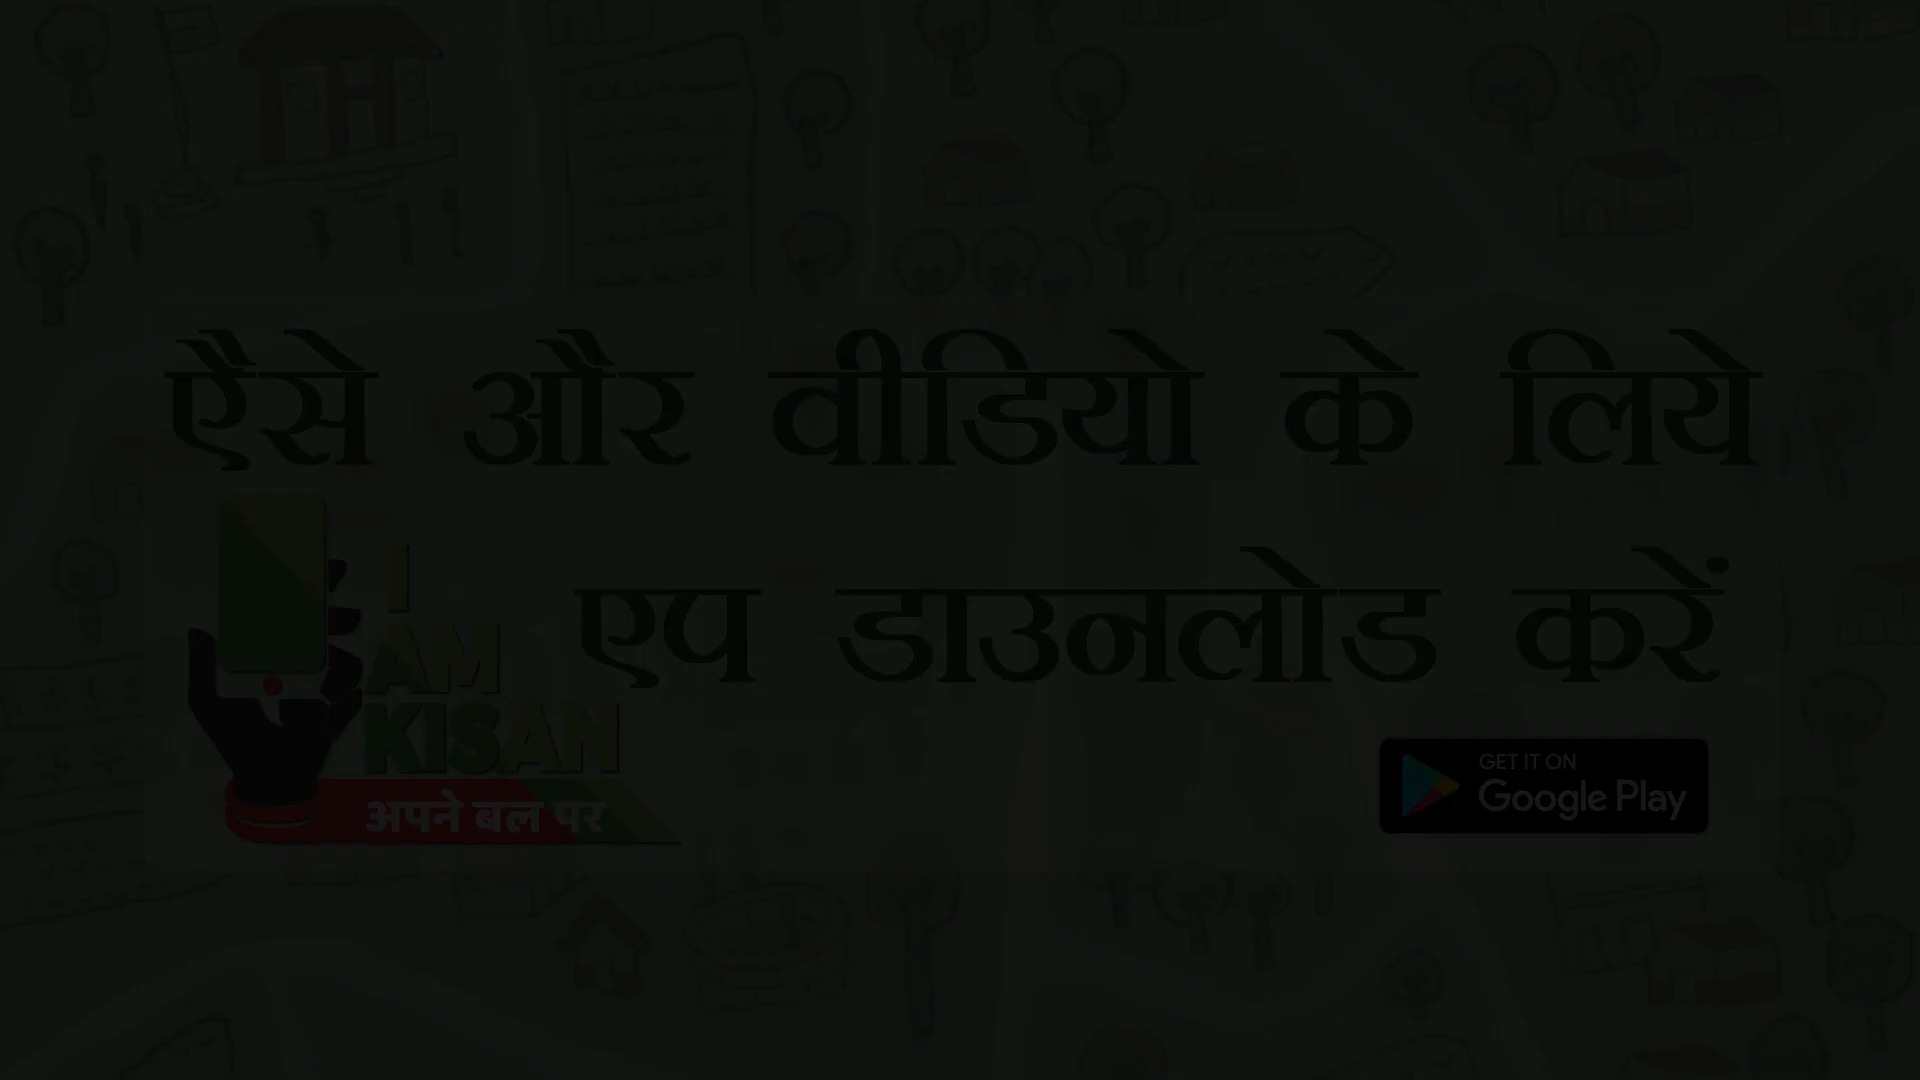 ऐसे और वीडियो के लिये
एप डाउनलोड करें
I
AM
KISAN
अपने बल पर
GET IT ON
Google Play